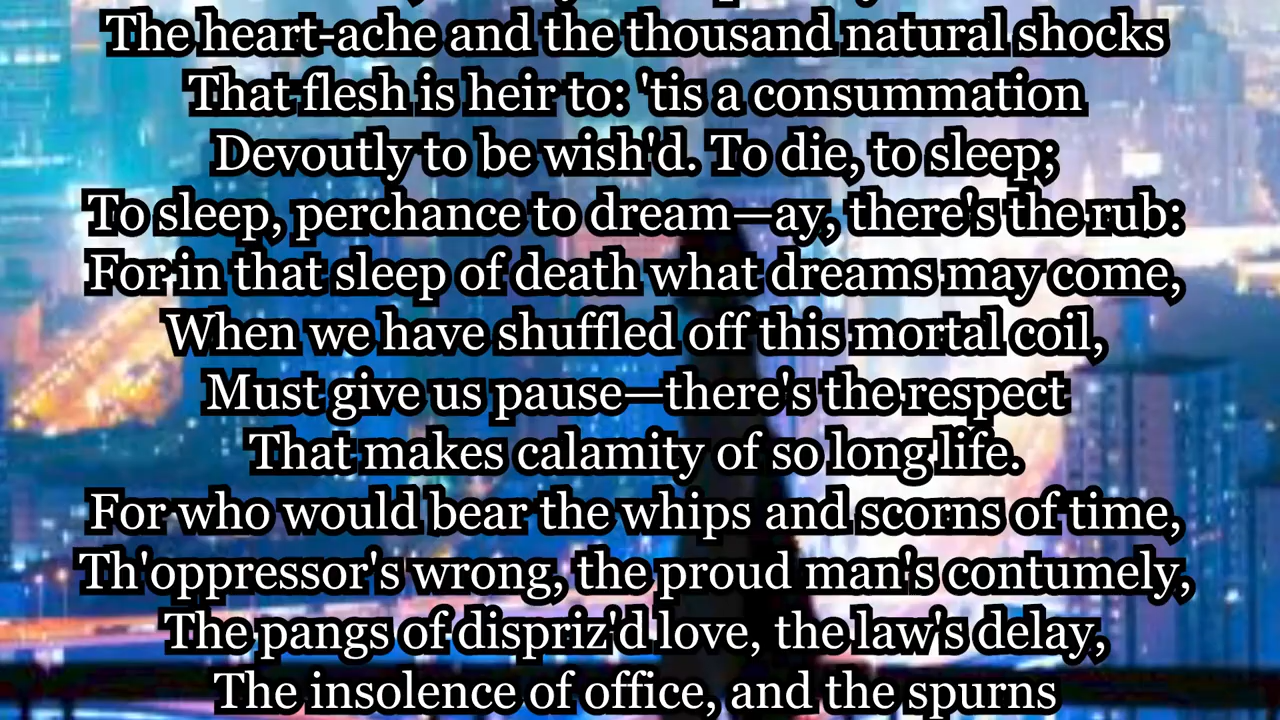 The heart-ache and the thousand natural shocks
That flesh is heir to: 'tis a consummation
Devoutly to be wish'd. To die, to sleep;
To sleep, perchance to dream—ay, there's the rub:
For in that sleep of death what dreams may come,
When we have shuffled off this mortal coil,
Must give us pause—there's the respect
That makes calamity of so long life.
For who would bear the whips and scorns of time,
Th'oppressor's wrong, the proud man's contumely,
The pangs of dispriz'd love, the law's delay,
The insolence of office, and the spurns